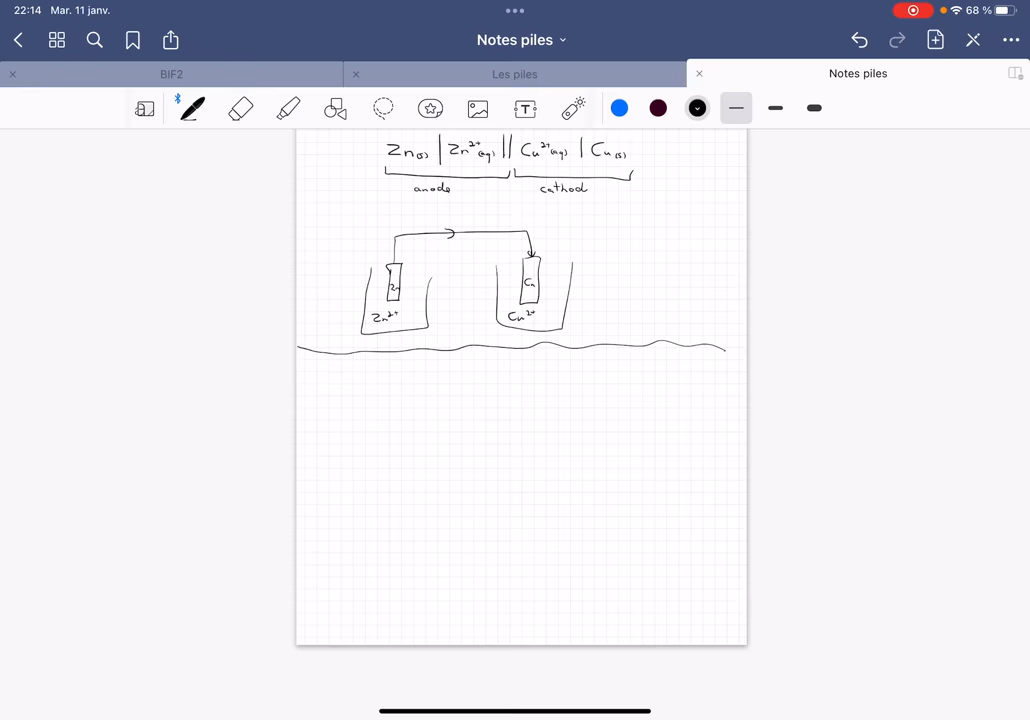 22:14 Mar. 11 janv. 68 %
Notes piles
BIF2 Les piles Notes piles
Zn(s) | Zn²⁺(aq) || Cu²⁺(aq) | Cu(s)
anode cathod
Zn Cu
Zn²⁺ Cu²⁺